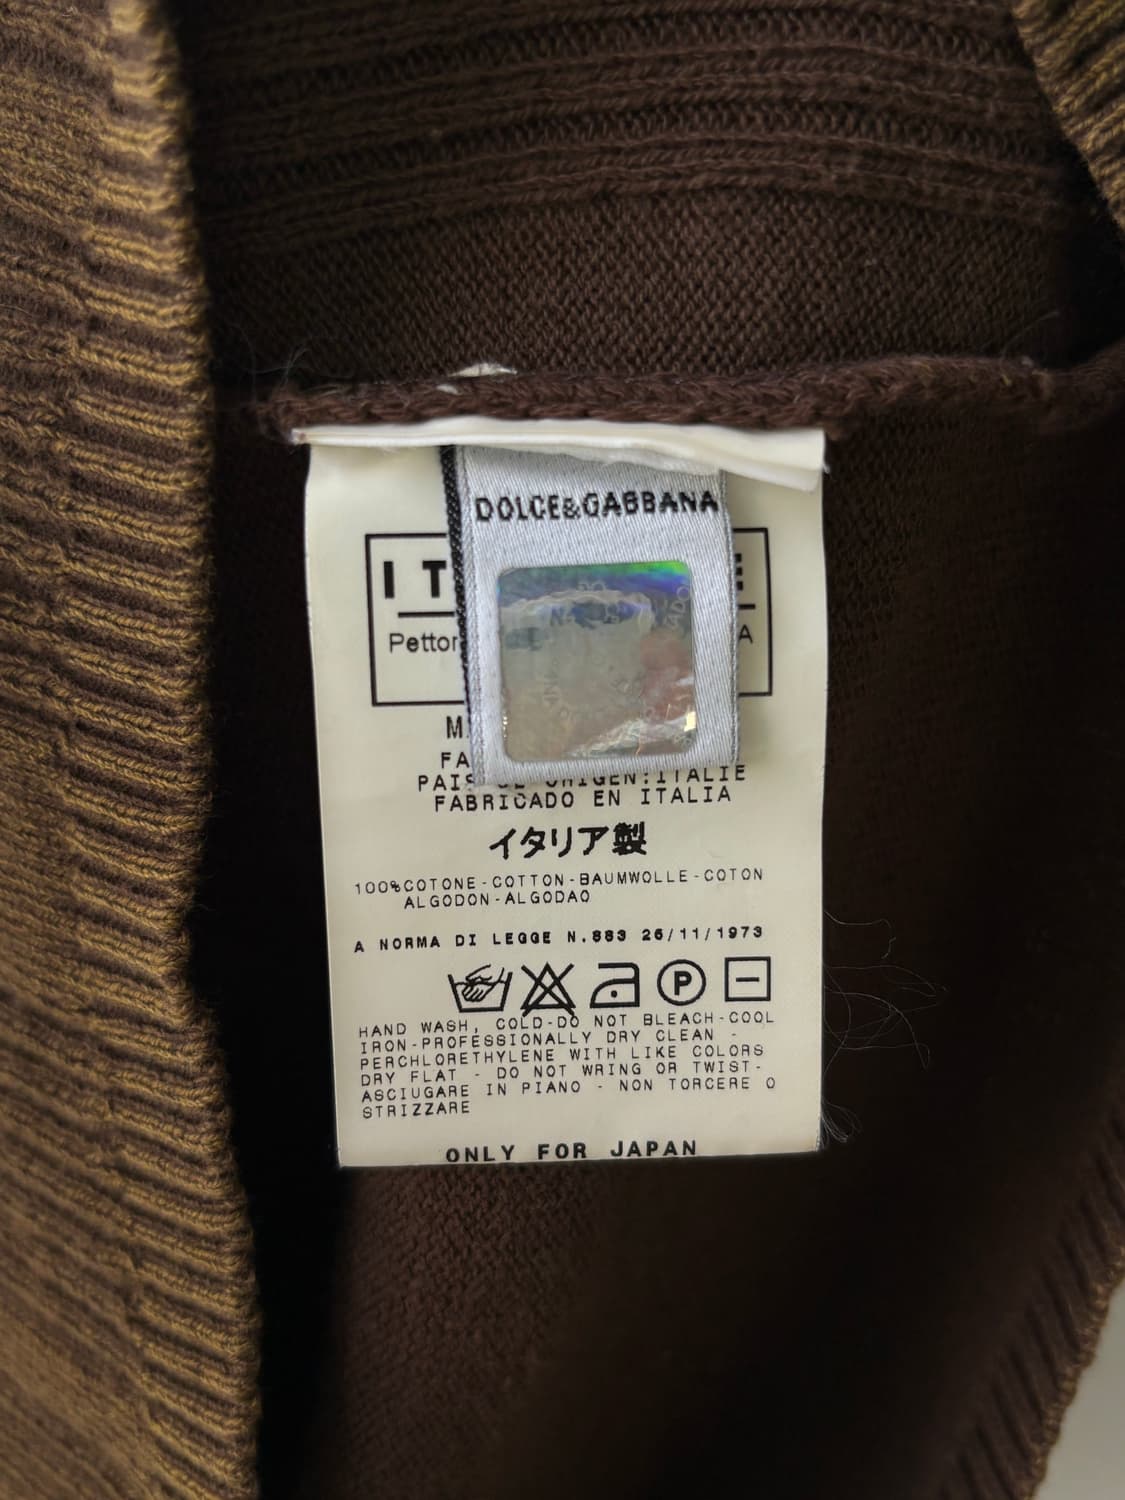 DOLCE&GABBANA
PAIS ORIGEN:ITALIE
FABRICADO EN ITALIA
イタリア製
100%COTONE-COTTON-BAUMWOLLE-COTON
ALGODON-ALGODAO
A NORMA DI LEGGE N.883 26/11/1973
P
HAND WASH, COLD-DO NOT BLEACH-COOL
IRON-PROFESSIONALLY DRY CLEAN -
PERCHLORETHYLENE WITH LIKE COLORS
DRY FLAT - DO NOT WRING OR TWIST-
ASCIUGARE IN PIANO - NON TORCERE O
STRIZZARE
ONLY FOR JAPAN